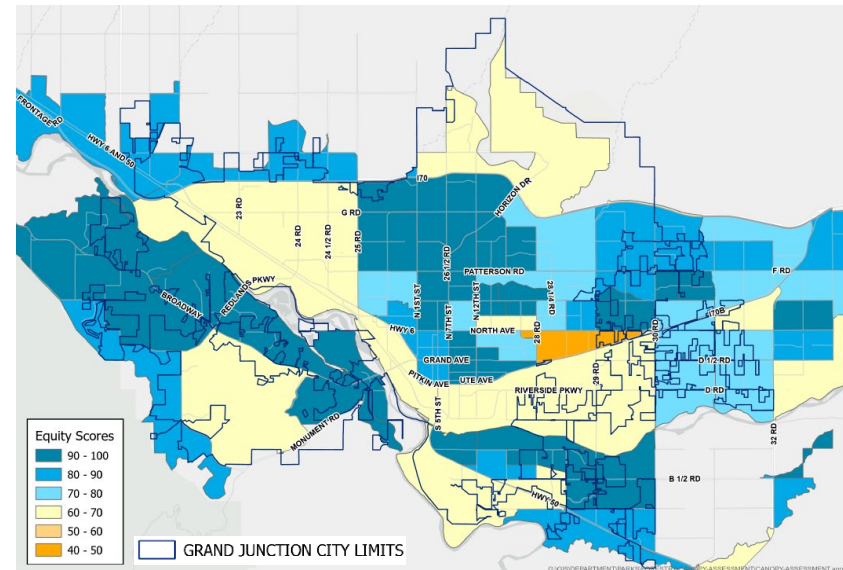 FRONTAGE RD
HWY 6 AND 50
I70
HORIZON DR
23 RD
G RD
24 RD
24 1/2 RD
25 RD
26 1/2 RD
PATTERSON RD
F RD
REDLANDS PKWY
BROADWAY
N 1ST ST
N 7TH ST
N 12TH ST
28 1/4 RD
28 RD
HWY 6
NORTH AVE
I70B
30 RD
GRAND AVE
D 1/2 RD
PITKIN AVE
UTE AVE
29 RD
RIVERSIDE PKWY
D RD
MONUMENT RD
S 5TH ST
32 RD
B 1/2 RD
HWY 50
Equity Scores
90 - 100
80 - 90
70 - 80
60 - 70
50 - 60
40 - 50
GRAND JUNCTION CITY LIMITS